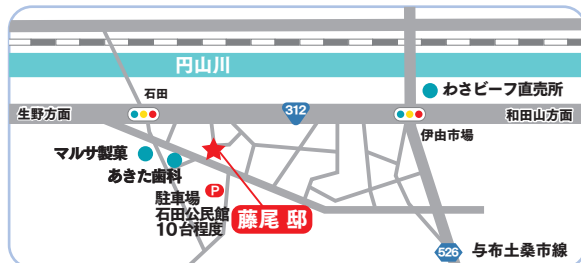 円山川
わさビーフ直売所
石田
生野方面
312
和田山方面
伊由市場
マルサ製菓
あきた歯科
P
駐車場
石田公民館
10台程度
藤尾 邸
526
与布土桑市線